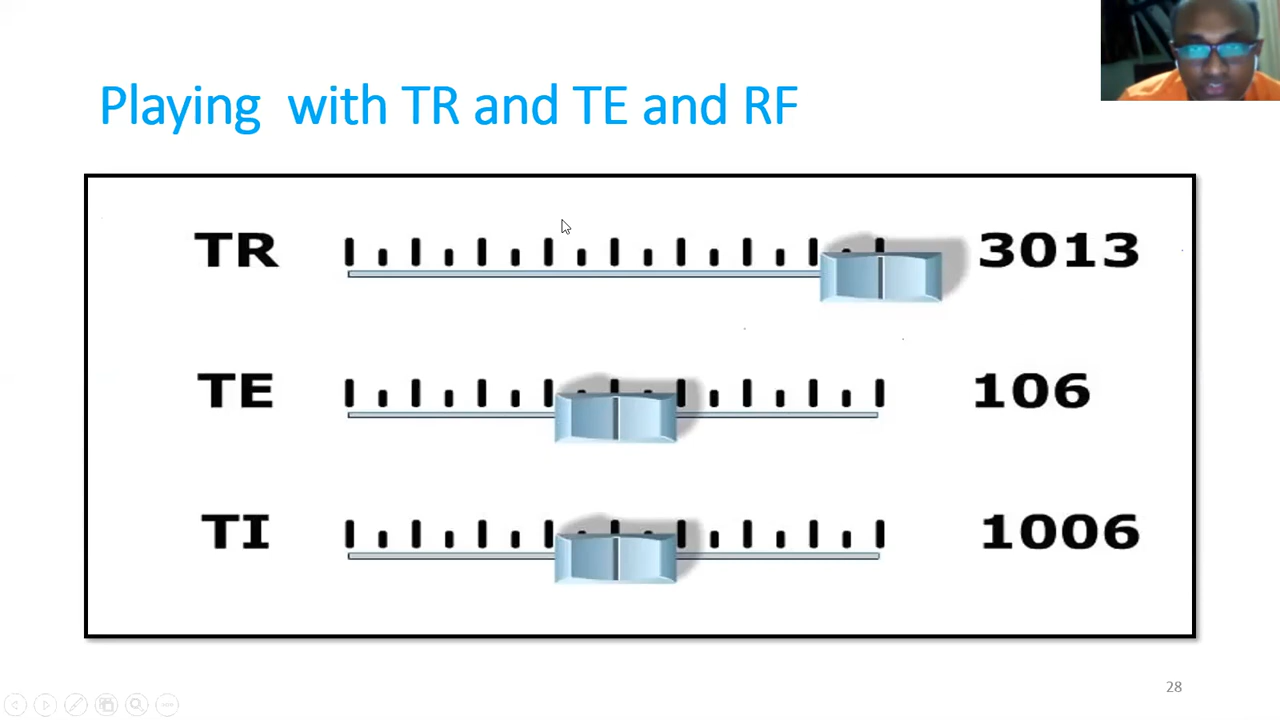 Playing with TR and TE and RF
TR 3013
TE 106
TI 1006
28